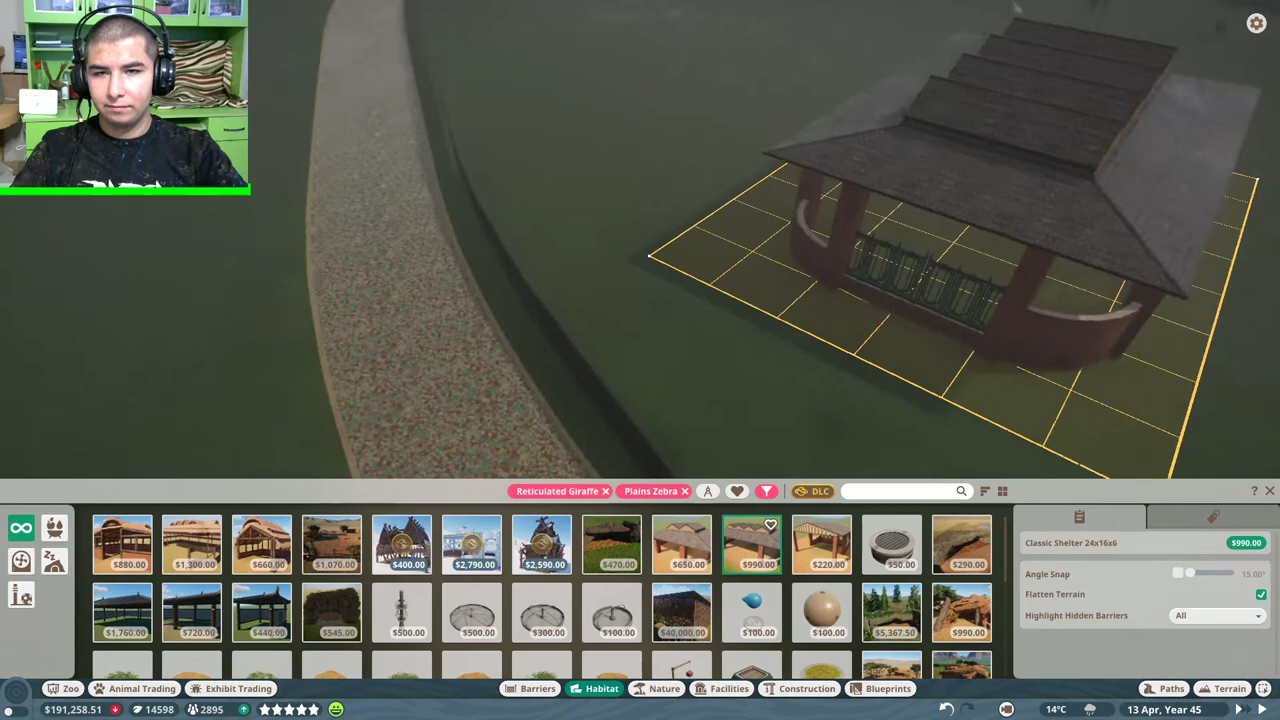 Reticulated Giraffe ✕ Plains Zebra ✕ DLC ? ✕
$880.00 $1,300.00 $660.00 $1,070.00 $400.00 $2,790.00 $2,590.00 $470.00 $650.00 $990.00 $220.00 $50.00 $290.00
Classic Shelter 24x16x6 $990.00
Angle Snap 15.00°
Flatten Terrain
Highlight Hidden Barriers All
$1,760.00 $720.00 $440.00 $545.00 $500.00 $500.00 $300.00 $100.00 $40,000.00 $100.00 $100.00 $5,367.50 $990.00
Zoo Animal Trading Exhibit Trading Barriers Habitat Nature Facilities Construction Blueprints Paths Terrain
$191,258.51 14598 2895 14°C 13 Apr, Year 45